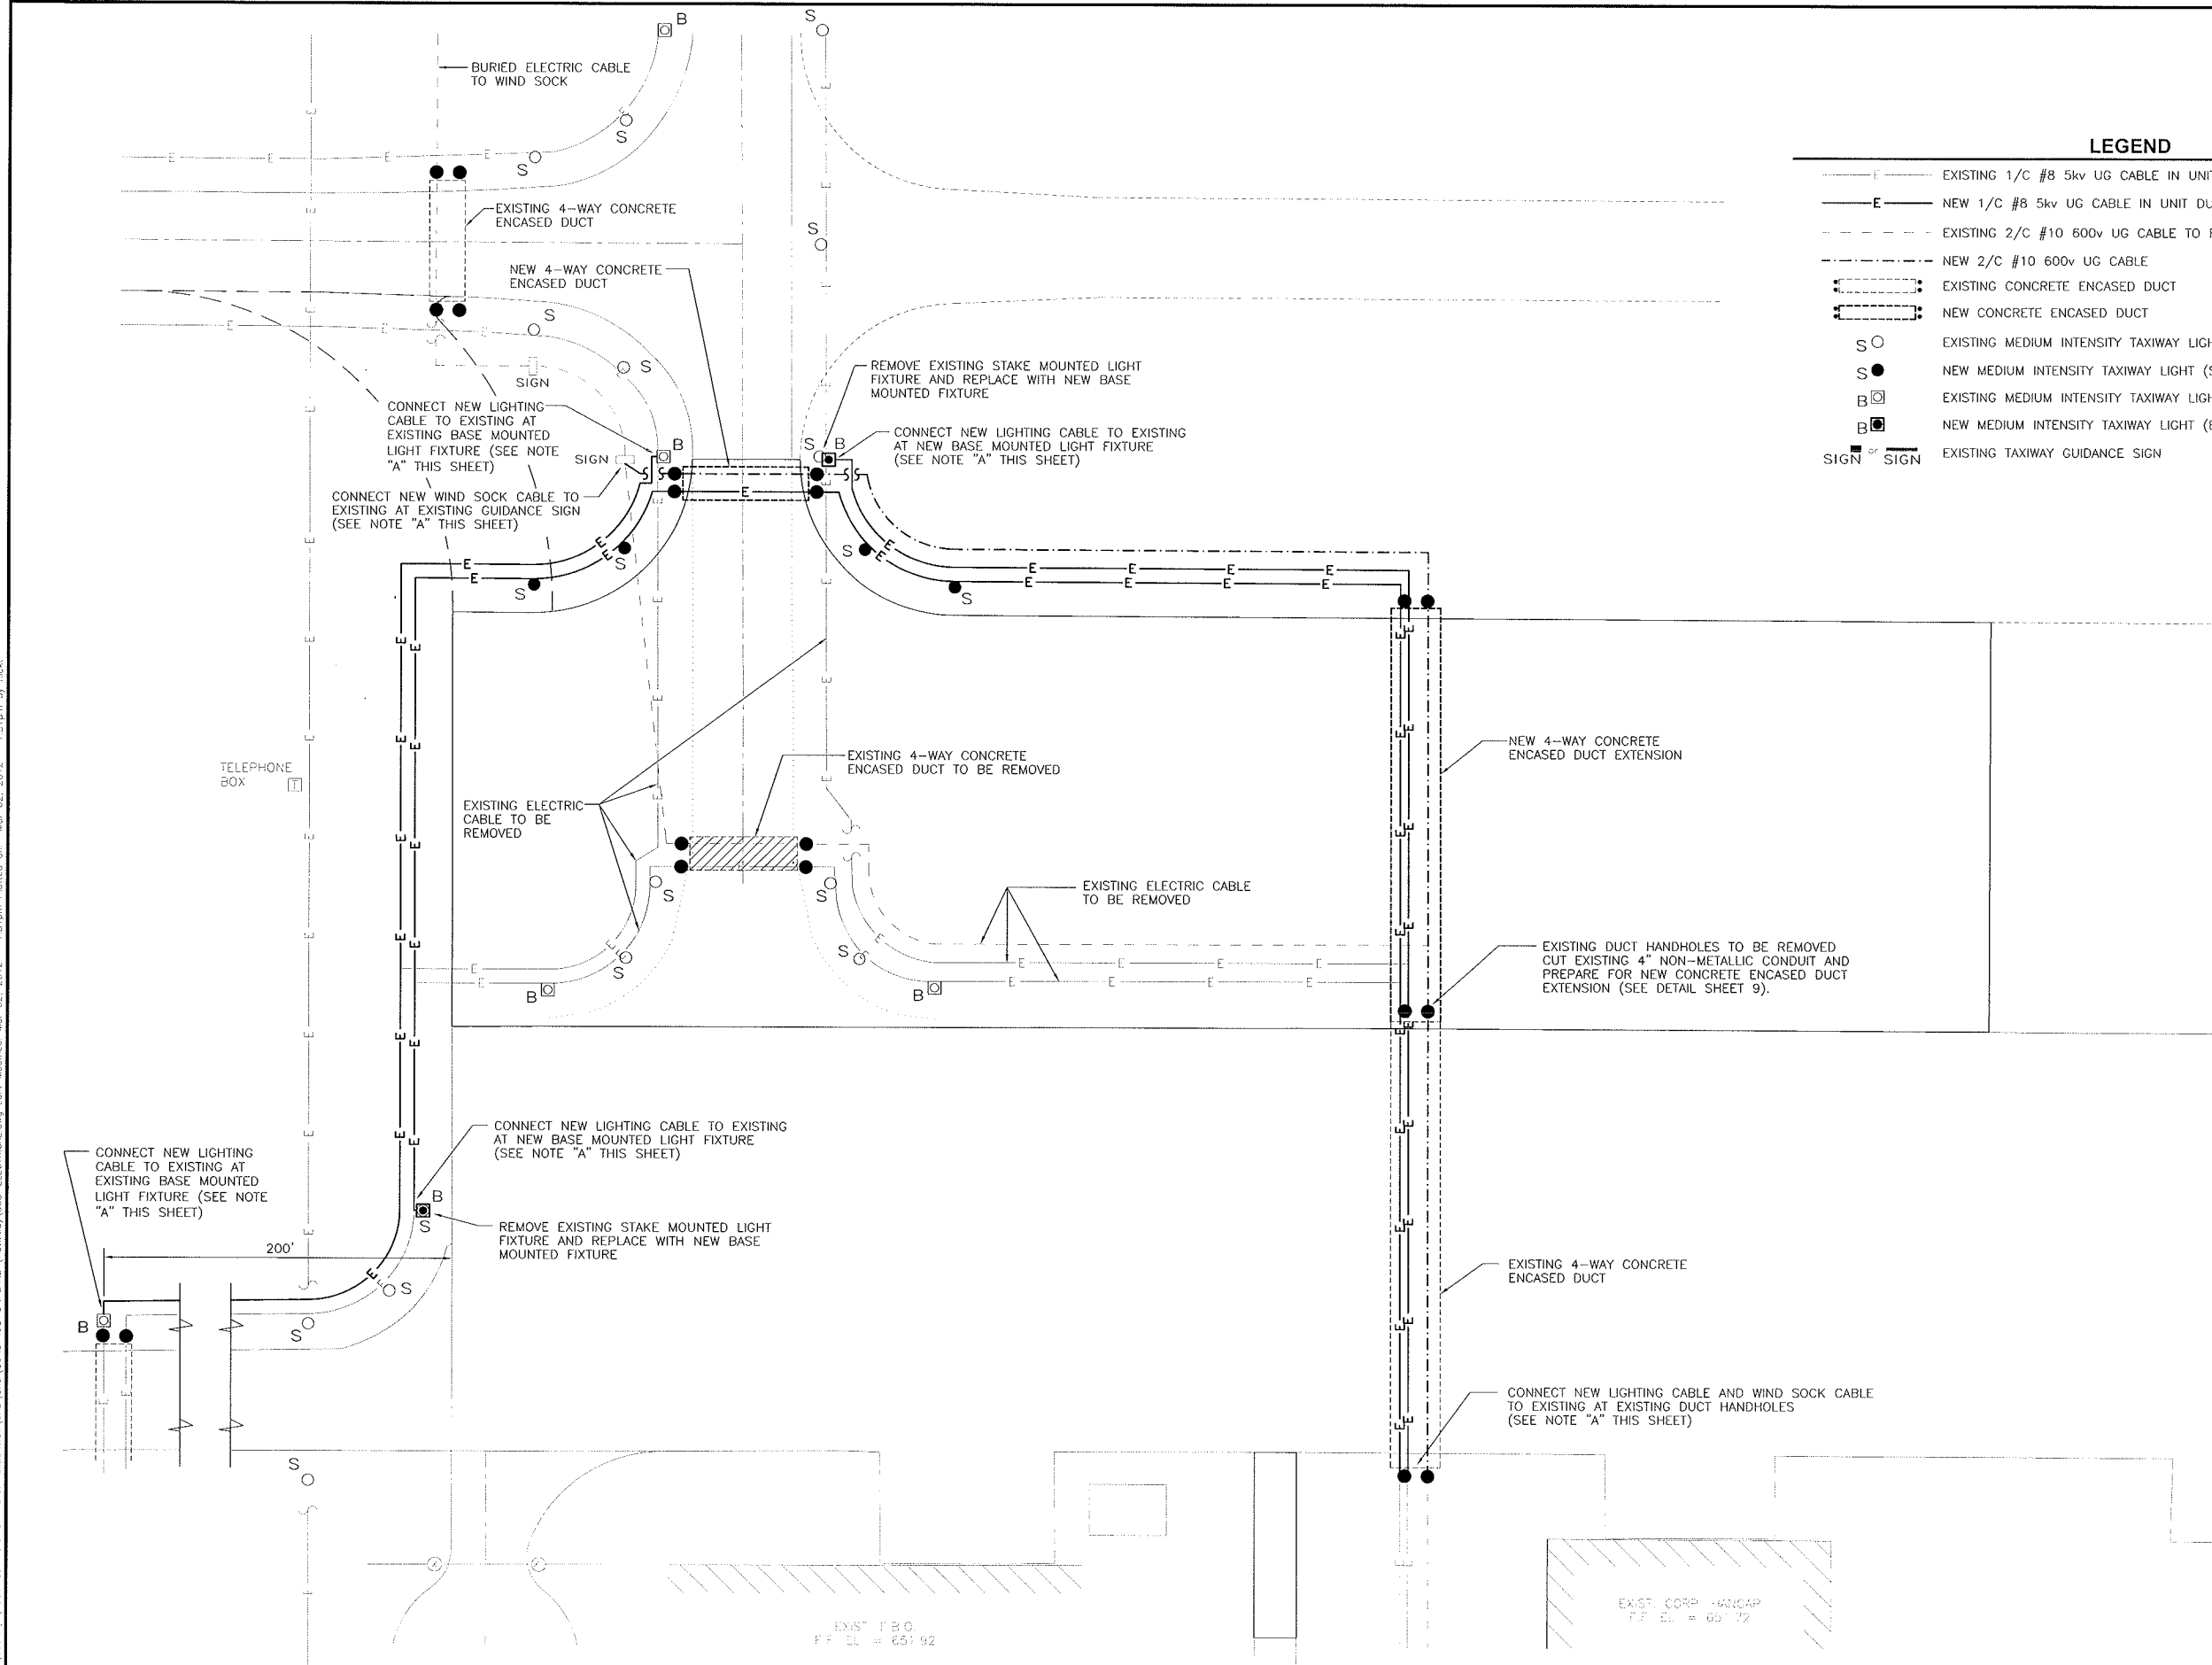 B
S
BURIED ELECTRIC CABLE
TO WIND SOCK
S
S
EXISTING 4-WAY CONCRETE
ENCASED DUCT
S
NEW 4-WAY CONCRETE
ENCASED DUCT
S
S
SIGN
REMOVE EXISTING STAKE MOUNTED LIGHT
FIXTURE AND REPLACE WITH NEW BASE
MOUNTED FIXTURE
CONNECT NEW LIGHTING
CABLE TO EXISTING AT
EXISTING BASE MOUNTED
LIGHT FIXTURE (SEE NOTE
"A" THIS SHEET)
CONNECT NEW LIGHTING CABLE TO EXISTING
AT NEW BASE MOUNTED LIGHT FIXTURE
(SEE NOTE "A" THIS SHEET)
B
S B
SIGN
CONNECT NEW WIND SOCK CABLE TO
EXISTING AT EXISTING GUIDANCE SIGN
(SEE NOTE "A" THIS SHEET)
LEGEND
E EXISTING 1/C #8 5kv UG CABLE IN UNI
E NEW 1/C #8 5kv UG CABLE IN UNIT DU
EXISTING 2/C #10 600v UG CABLE TO
NEW 2/C #10 600v UG CABLE
EXISTING CONCRETE ENCASED DUCT
NEW CONCRETE ENCASED DUCT
S EXISTING MEDIUM INTENSITY TAXIWAY LIGH
S NEW MEDIUM INTENSITY TAXIWAY LIGHT (S
B EXISTING MEDIUM INTENSITY TAXIWAY LIGH
B NEW MEDIUM INTENSITY TAXIWAY LIGHT (B
SIGN or SIGN EXISTING TAXIWAY GUIDANCE SIGN
E
E
S
S
S
S
E E E E
E E E E
TELEPHONE
BOX
T
EXISTING ELECTRIC
CABLE TO BE
REMOVED
EXISTING 4-WAY CONCRETE
ENCASED DUCT TO BE REMOVED
NEW 4-WAY CONCRETE
ENCASED DUCT EXTENSION
S
S
EXISTING ELECTRIC CABLE
TO BE REMOVED
S
S
B
B
EXISTING DUCT HANDHOLES TO BE REMOVED
CUT EXISTING 4" NON-METALLIC CONDUIT AND
PREPARE FOR NEW CONCRETE ENCASED DUCT
EXTENSION (SEE DETAIL SHEET 9).
CONNECT NEW LIGHTING
CABLE TO EXISTING AT
EXISTING BASE MOUNTED
LIGHT FIXTURE (SEE NOTE
"A" THIS SHEET)
CONNECT NEW LIGHTING CABLE TO EXISTING
AT NEW BASE MOUNTED LIGHT FIXTURE
(SEE NOTE "A" THIS SHEET)
B
S
REMOVE EXISTING STAKE MOUNTED LIGHT
FIXTURE AND REPLACE WITH NEW BASE
MOUNTED FIXTURE
200'
S
S
B
EXISTING 4-WAY CONCRETE
ENCASED DUCT
CONNECT NEW LIGHTING CABLE AND WIND SOCK CABLE
TO EXISTING AT EXISTING DUCT HANDHOLES
(SEE NOTE "A" THIS SHEET)
S
EXIST. F.B.O.
F.F. EL = 651.92
EXIST. CORP. HANGAR
F.F. EL = 651.72